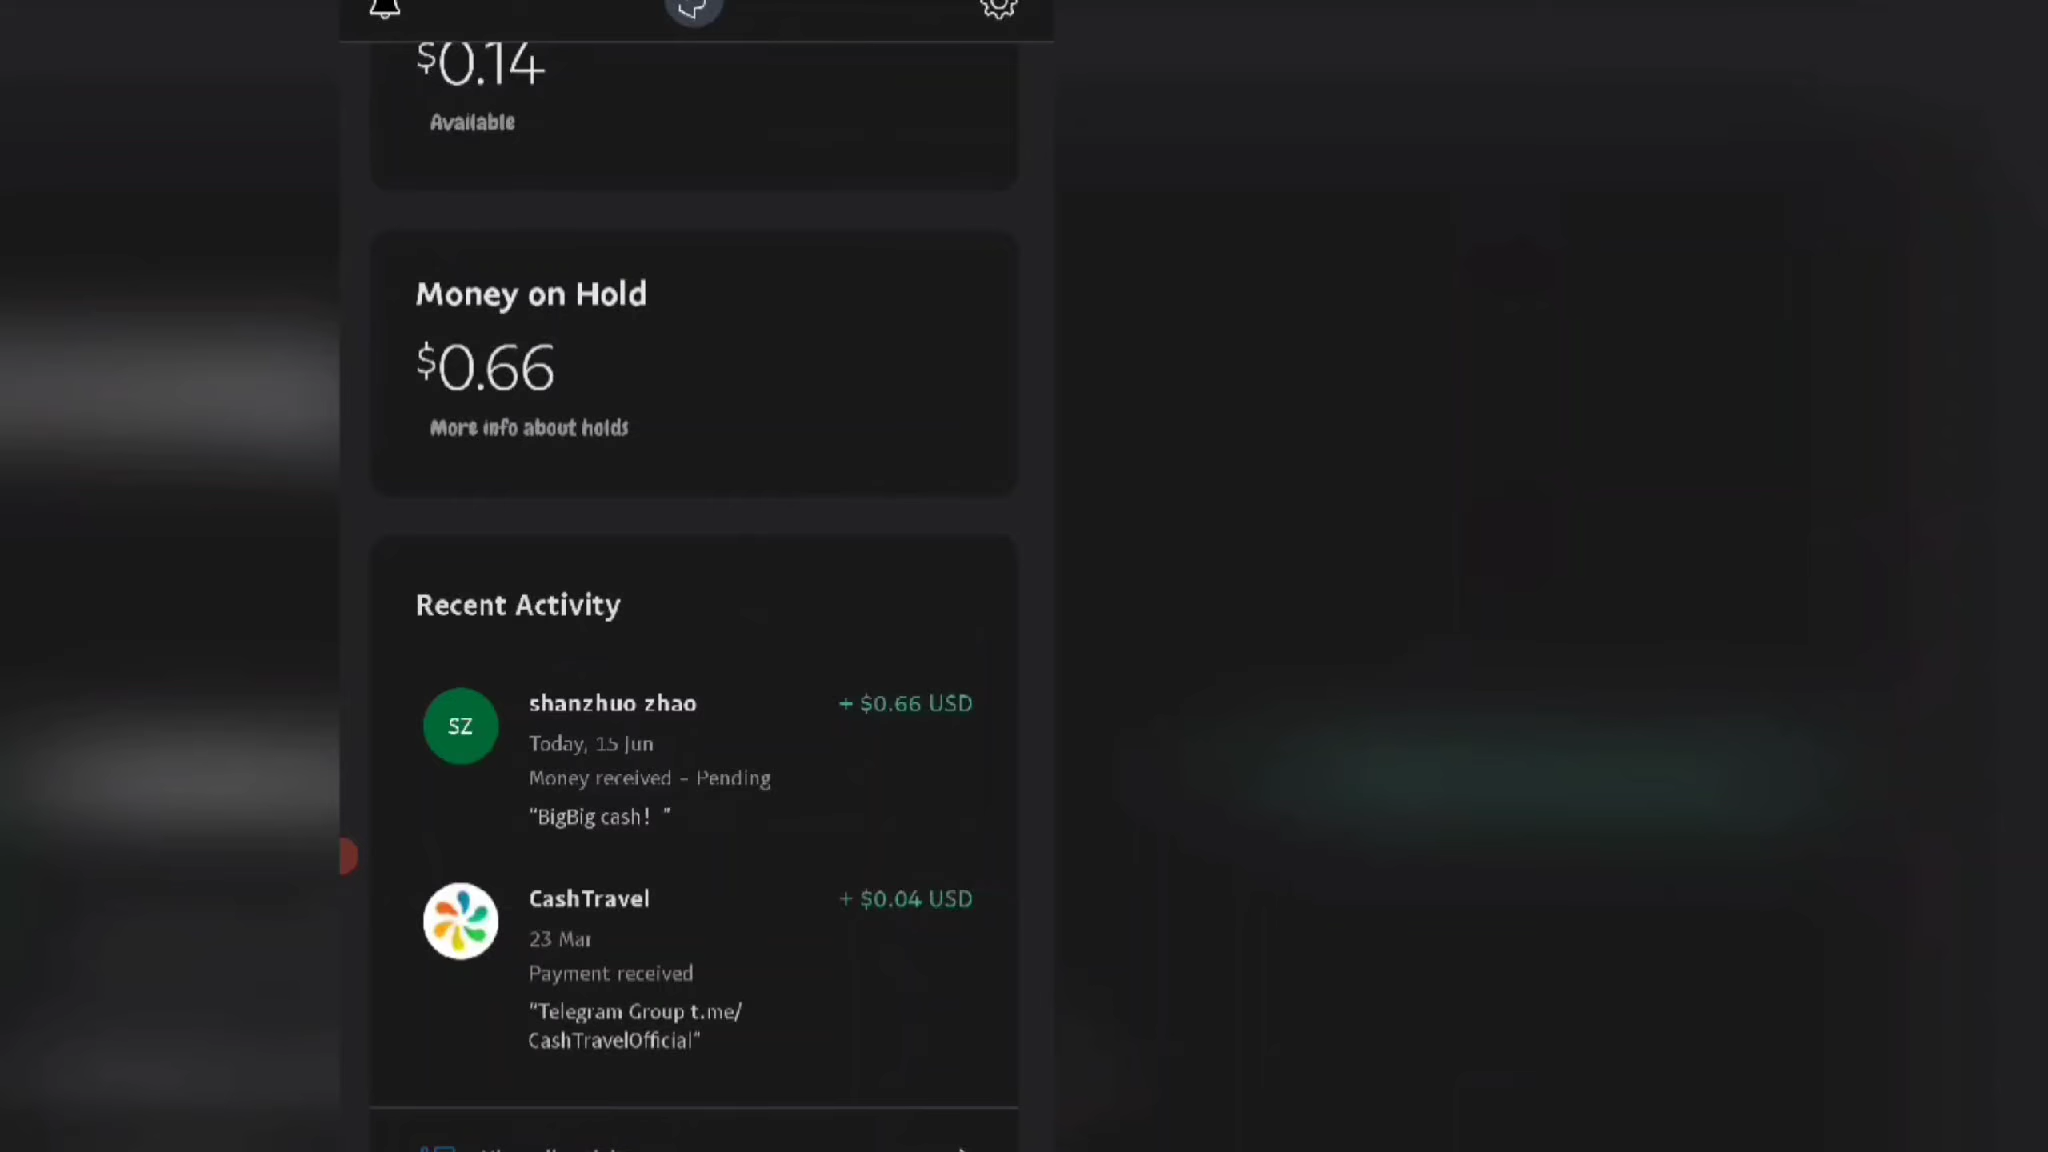 $0.14
Available
Money on Hold
$0.66
More info about holds
Recent Activity
SZ
shanzhuo zhao
+ $0.66 USD
Today, 15 Jun
Money received - Pending
"BigBig cash! "
CashTravel
+ $0.04 USD
23 Mar
Payment received
"Telegram Group t.me/
CashTravelOfficial"